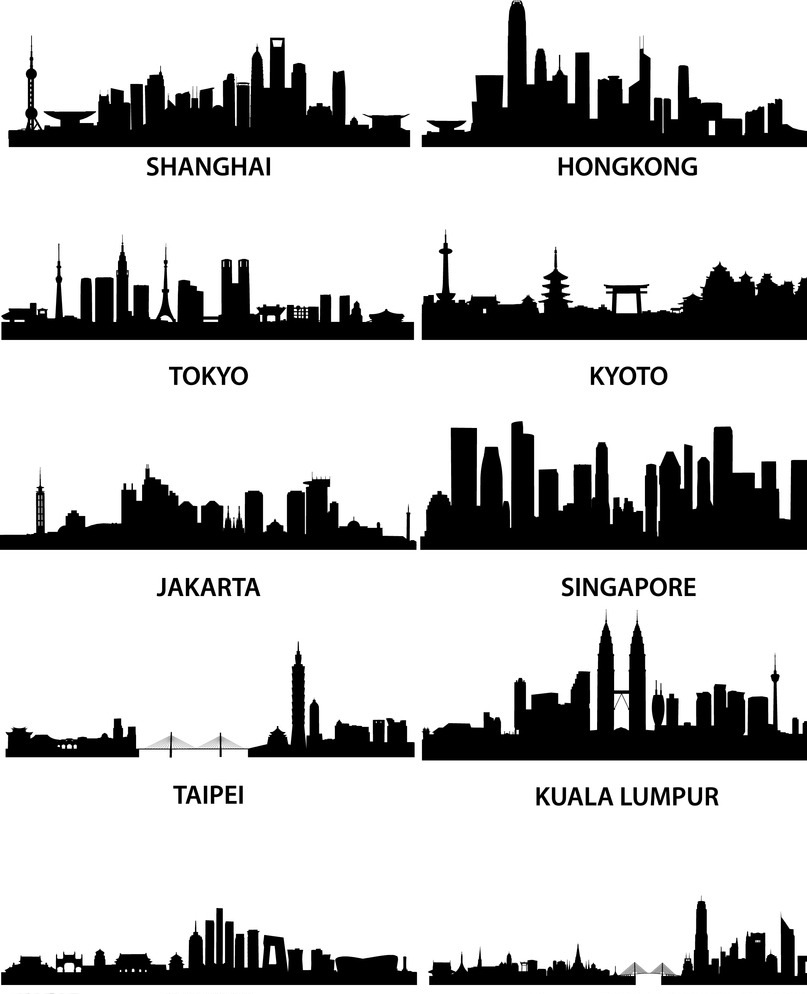 SHANGHAI
HONGKONG
TOKYO
KYOTO
JAKARTA
SINGAPORE
TAIPEI
KUALA LUMPUR